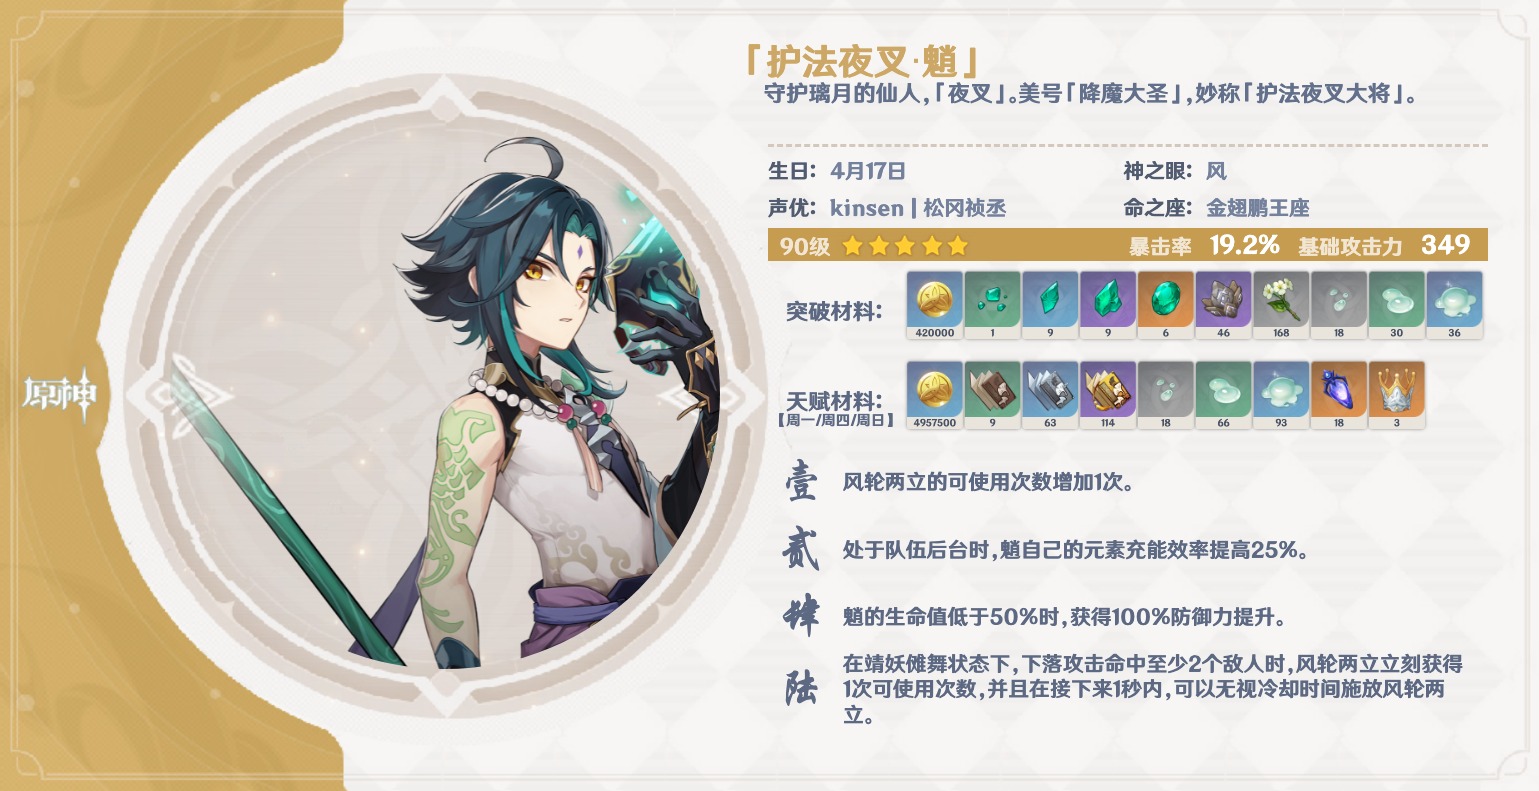 原神
「护法夜叉·魈」
守护璃月的仙人,「夜叉」。美号「降魔大圣」,妙称「护法夜叉大将」。
生日: 4月17日
神之眼: 风
声优: kinsen | 松冈祯丞
命之座: 金翅鹏王座
90级
暴击率 19.2% 基础攻击力 349
突破材料:
420000 1 9 9 6 46 168 18 30 36
天赋材料:
【周一/周四/周日】
4957500 9 63 114 18 66 93 18 3
壹 风轮两立的可使用次数增加1次。
贰 处于队伍后台时,魈自己的元素充能效率提高25%。
肆 魈的生命值低于50%时,获得100%防御力提升。
陆 在靖妖傩舞状态下,下落攻击命中至少2个敌人时,风轮两立立刻获得
1次可使用次数,并且在接下来1秒内,可以无视冷却时间施放风轮两
立。